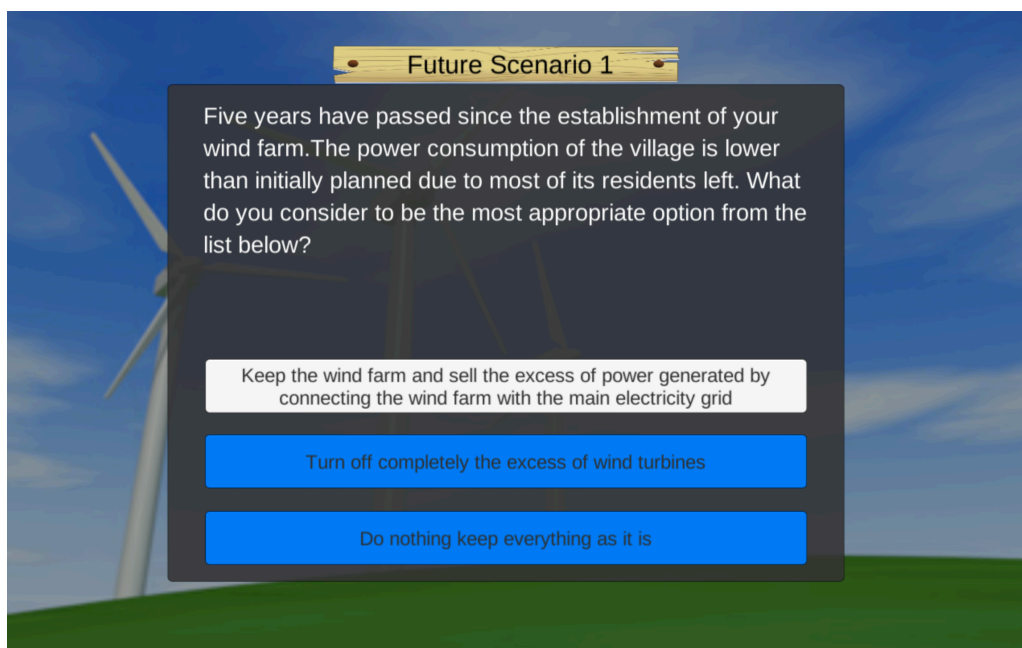 Future Scenario 1
Five years have passed since the establishment of your
wind farm.The power consumption of the village is lower
than initially planned due to most of its residents left. What
do you consider to be the most appropriate option from the
list below?
Keep the wind farm and sell the excess of power generated by
connecting the wind farm with the main electricity grid
Turn off completely the excess of wind turbines
Do nothing keep everything as it is